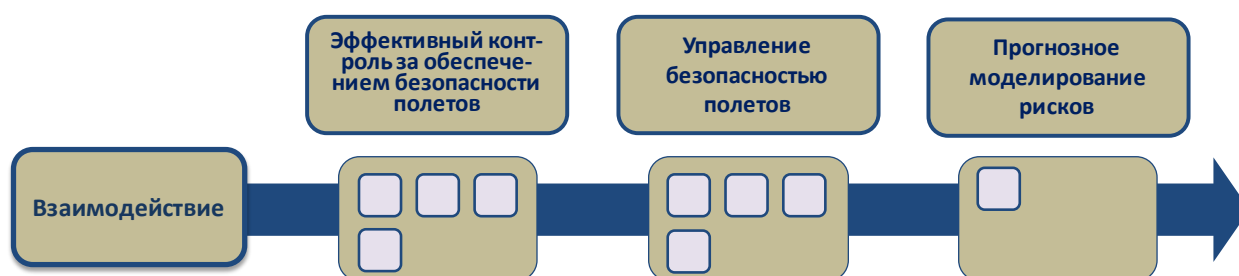 Эффективный конт-
роль за обеспече-
нием безопасности
полетов
Управление
безопасностью
полетов
Прогнозное
моделирование
рисков
Взаимодействие